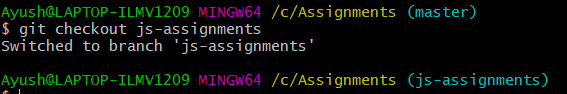 Ayush@LAPTOP-ILMV1209 MINGW64 /c/Assignments (master)
$ git checkout js-assignments
Switched to branch 'js-assignments'
Ayush@LAPTOP-ILMV1209 MINGW64 /c/Assignments (js-assignments)
$